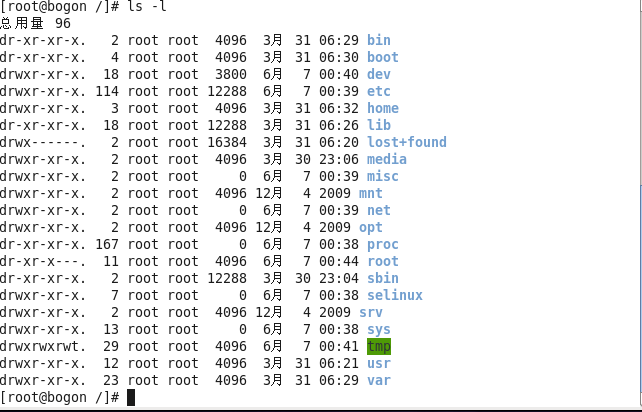 [root@bogon /]# ls -l
总用量 96
dr-xr-xr-x.   2 root root  4096  3月  31 06:29 bin
dr-xr-xr-x.   4 root root  4096  3月  31 06:30 boot
drwxr-xr-x.  18 root root  3800  6月   7 00:40 dev
drwxr-xr-x. 114 root root 12288  6月   7 00:39 etc
drwxr-xr-x.   3 root root  4096  3月  31 06:32 home
dr-xr-xr-x.  18 root root 12288  3月  31 06:26 lib
drwx------.   2 root root 16384  3月  31 06:20 lost+found
drwxr-xr-x.   2 root root  4096  3月  30 23:06 media
drwxr-xr-x.   2 root root     0  6月   7 00:39 misc
drwxr-xr-x.   2 root root  4096 12月   4 2009 mnt
drwxr-xr-x.   2 root root     0  6月   7 00:39 net
drwxr-xr-x.   2 root root  4096 12月   4 2009 opt
dr-xr-xr-x. 167 root root     0  6月   7 00:38 proc
dr-xr-x---.  11 root root  4096  6月   7 00:44 root
dr-xr-xr-x.   2 root root 12288  3月  30 23:04 sbin
drwxr-xr-x.   7 root root     0  6月   7 00:38 selinux
drwxr-xr-x.   2 root root  4096 12月   4 2009 srv
drwxr-xr-x.  13 root root     0  6月   7 00:38 sys
drwxrwxrwt.  29 root root  4096  6月   7 00:41 tmp
drwxr-xr-x.  12 root root  4096  3月  31 06:21 usr
drwxr-xr-x.  23 root root  4096  3月  31 06:29 var
[root@bogon /]#